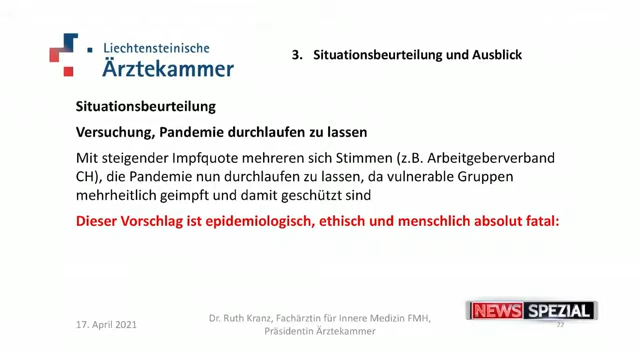 Liechtensteinische
Ärztekammer
3. Situationsbeurteilung und Ausblick
Situationsbeurteilung
Versuchung, Pandemie durchlaufen zu lassen
Mit steigender Impfquote mehreren sich Stimmen (z.B. Arbeitgeberverband
CH), die Pandemie nun durchlaufen zu lassen, da vulnerable Gruppen
mehrheitlich geimpft und damit geschützt sind
Dieser Vorschlag ist epidemiologisch, ethisch und menschlich absolut fatal:
17. April 2021
Dr. Ruth Kranz, Fachärztin für Innere Medizin FMH,
Präsidentin Ärztekammer
NEWS SPEZIAL